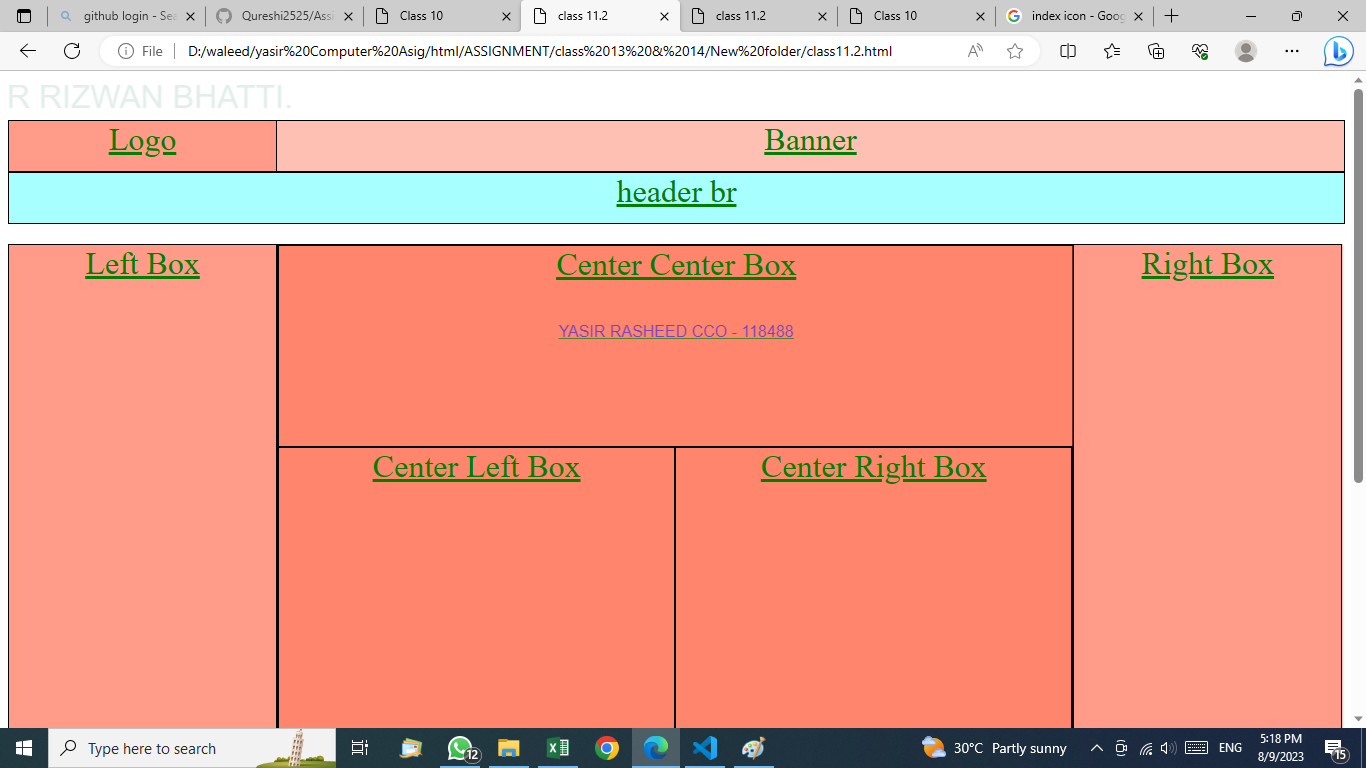 github login - Sea
Qureshi2525/Assi
Class 10
class 11.2
class 11.2
Class 10
index icon - Goog
File
D:/waleed/yasir%20Computer%20Asig/html/ASSIGNMENT/class%2013%20&%2014/New%20folder/class11.2.html
R RIZWAN BHATTI.
Logo
Banner
header br
Left Box
Center Center Box
Right Box
YASIR RASHEED CCO - 118488
Center Left Box
Center Right Box
Type here to search
12
30°C Partly sunny
ENG
5:18 PM
8/9/2023
15